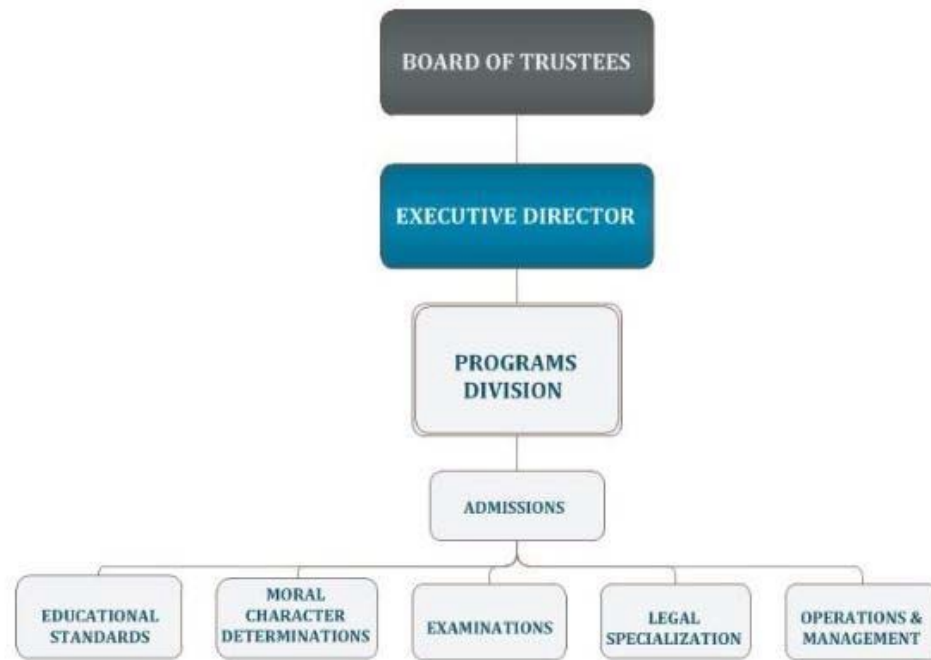 BOARD OF TRUSTEES
EXECUTIVE DIRECTOR
PROGRAMS
DIVISION
ADMISSIONS
EDUCATIONAL
STANDARDS
MORAL
CHARACTER
DETERMINATIONS
EXAMINATIONS
LEGAL
SPECIALIZATION
OPERATIONS &
MANAGEMENT